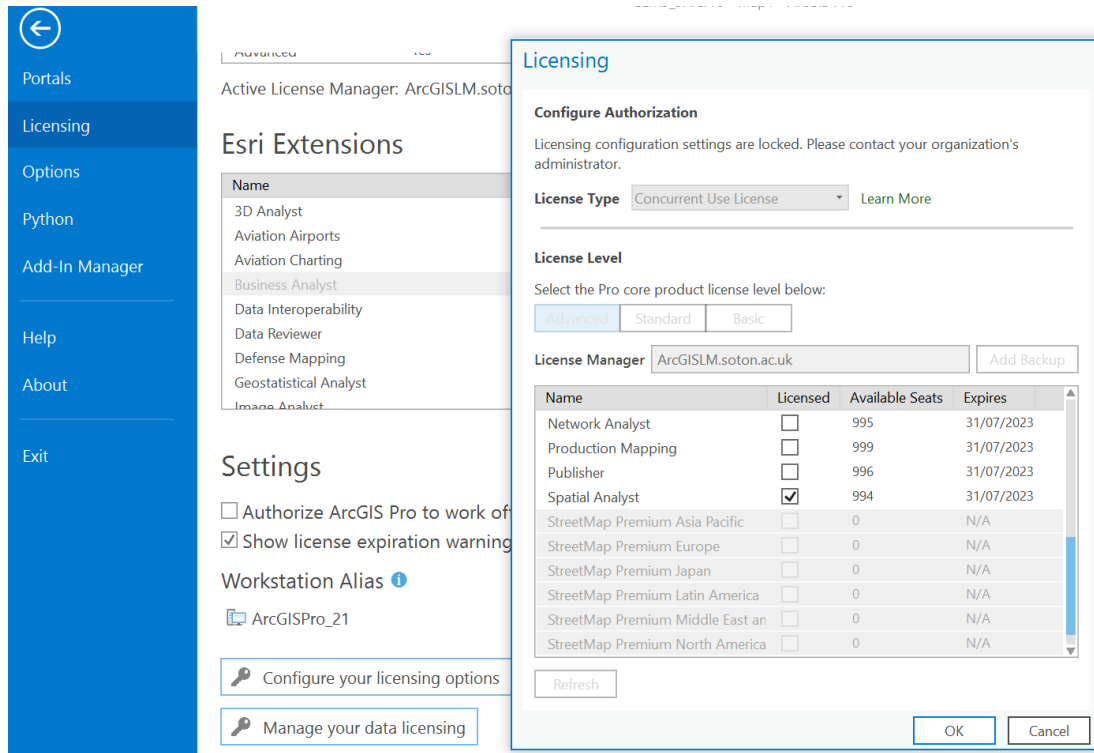 Portals
Licensing
Options
Python
Add-In Manager
Help
About
Exit
Active License Manager: ArcGISLM.soto
Esri Extensions
Name
3D Analyst
Aviation Airports
Aviation Charting
Business Analyst
Data Interoperability
Data Reviewer
Defense Mapping
Geostatistical Analyst
Image Analyst
Settings
Authorize ArcGIS Pro to work of
Show license expiration warning
Workstation Alias
ArcGISPro_21
Configure your licensing options
Manage your data licensing
Licensing
Configure Authorization
Licensing configuration settings are locked. Please contact your organization's
administrator.
License Type Concurrent Use License Learn More
License Level
Select the Pro core product license level below:
Advanced Standard Basic
License Manager ArcGISLM.soton.ac.uk Add Backup
Name Licensed Available Seats Expires
Network Analyst 995 31/07/2023
Production Mapping 999 31/07/2023
Publisher 996 31/07/2023
Spatial Analyst 994 31/07/2023
StreetMap Premium Asia Pacific 0 N/A
StreetMap Premium Europe 0 N/A
StreetMap Premium Japan 0 N/A
StreetMap Premium Latin America 0 N/A
StreetMap Premium Middle East an 0 N/A
StreetMap Premium North America 0 N/A
Refresh
OK Cancel